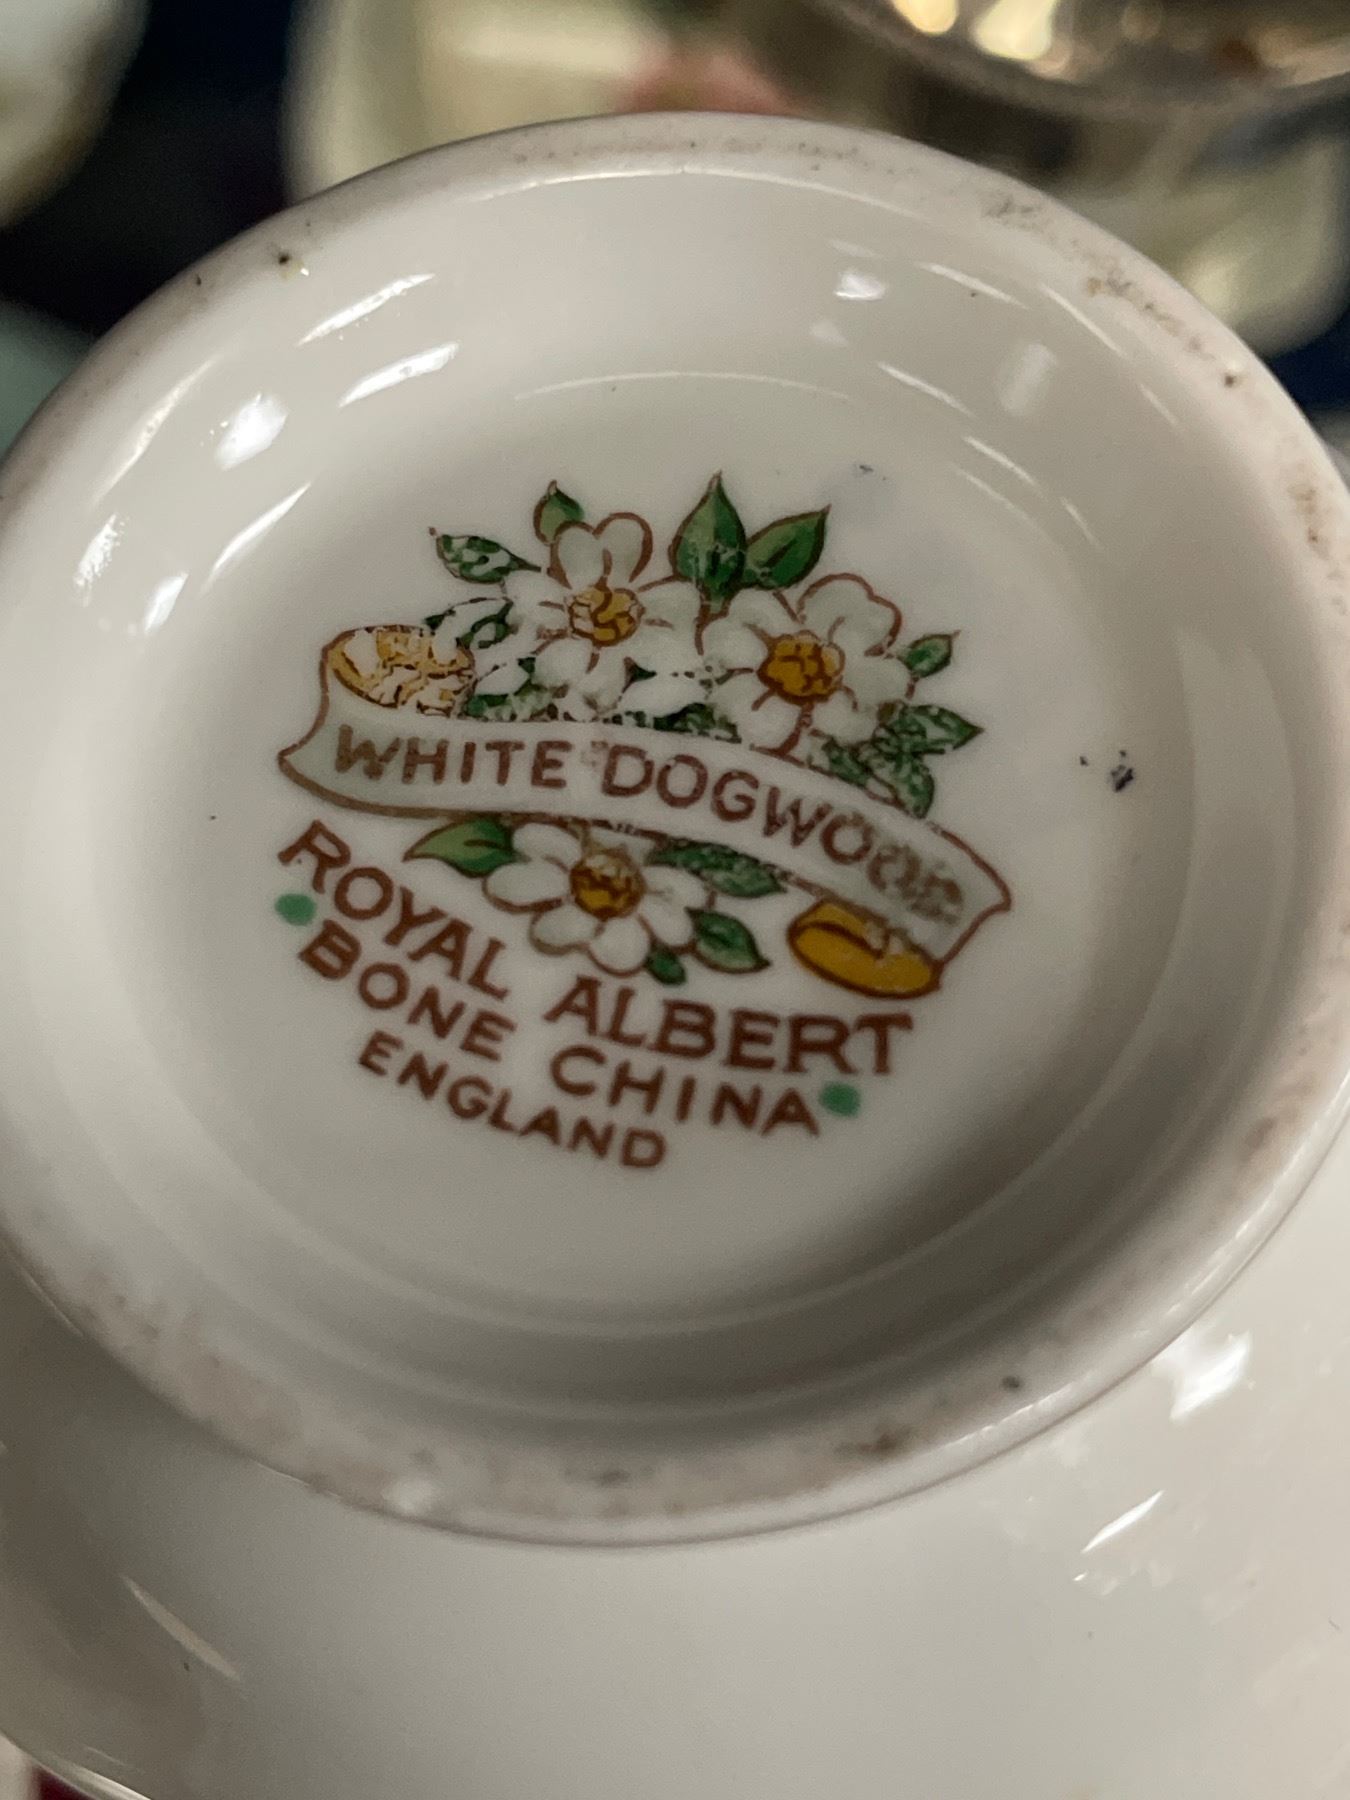 WHITE DOGWOOD
ROYAL ALBERT
BONE CHINA
ENGLAND